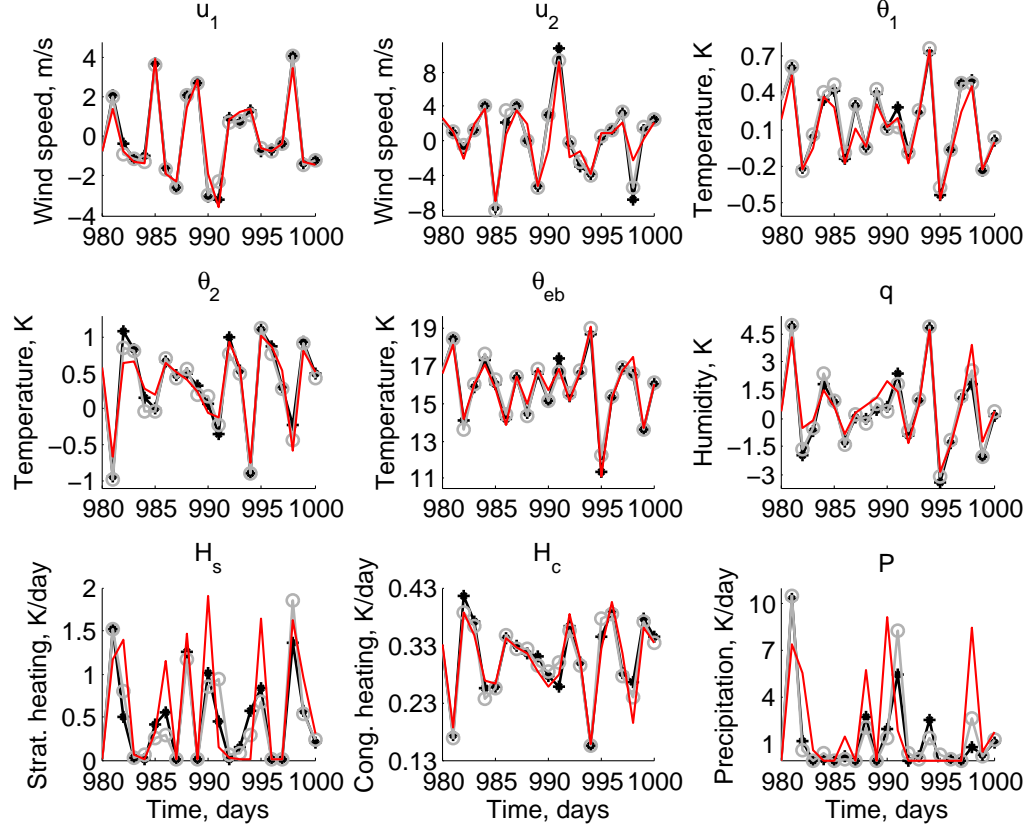 u1
Wind speed, m/s
4
2
0
−2
−4
980 985 990 995 1000
u2
Wind speed, m/s
8
4
0
−4
−8
980 985 990 995 1000
θ1
Temperature, K
0.7
0.4
0.1
−0.2
−0.5
980 985 990 995 1000
θ2
Temperature, K
1
0.5
0
−0.5
−1
980 985 990 995 1000
θeb
Temperature, K
19
17
15
13
11
980 985 990 995 1000
q
Humidity, K
4.5
3
1.5
0
−1.5
−3
980 985 990 995 1000
Hs
Strat. heating, K/day
2
1.5
1
0.5
0
980 985 990 995 1000
Time, days
Hc
Cong. heating, K/day
0.43
0.33
0.23
0.13
980 985 990 995 1000
Time, days
P
Precipitation, K/day
10
7
4
1
980 985 990 995 1000
Time, days